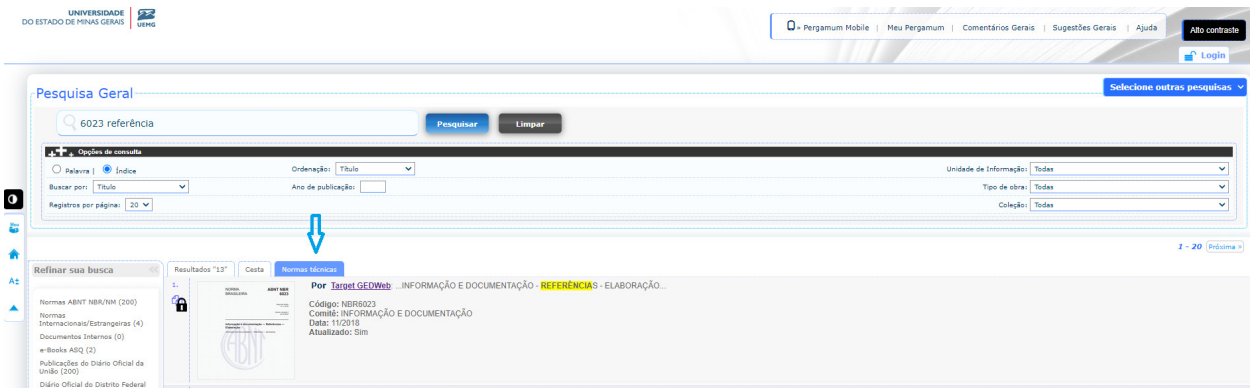 UNIVERSIDADE
DO ESTADO DE MINAS GERAIS
UEMG
» Pergamum Mobile | Meu Pergamum | Comentários Gerais | Sugestões Gerais | Ajuda
Alto contraste
Login
Pesquisa Geral
Selecione outras pesquisas
6023 referência
Pesquisar
Limpar
Opções de consulta
Palavra | Índice
Ordenação: Título
Unidade de Informação: Todas
Buscar por: Título
Ano de publicação:
Tipo de obra: Todas
Registros por página: 20
Coleção: Todas
1 - 20 Próxima »
Refinar sua busca
Resultados "13"
Cesta
Normas técnicas
Normas ABNT NBR/NM (200)
Normas
Internacionais/Estrangeiras (4)
Documentos Internos (0)
e-Books ASQ (2)
Publicações do Diário Oficial da
União (200)
Diário Oficial do Distrito Federal
1.
NORMA
BRASILEIRA
ABNT NBR
6023
ABNT
Por Target GEDWeb: ...INFORMAÇÃO E DOCUMENTAÇÃO - REFERÊNCIAS - ELABORAÇÃO...
Código: NBR6023
Comitê: INFORMAÇÃO E DOCUMENTAÇÃO
Data: 11/2018
Atualizado: Sim
A±